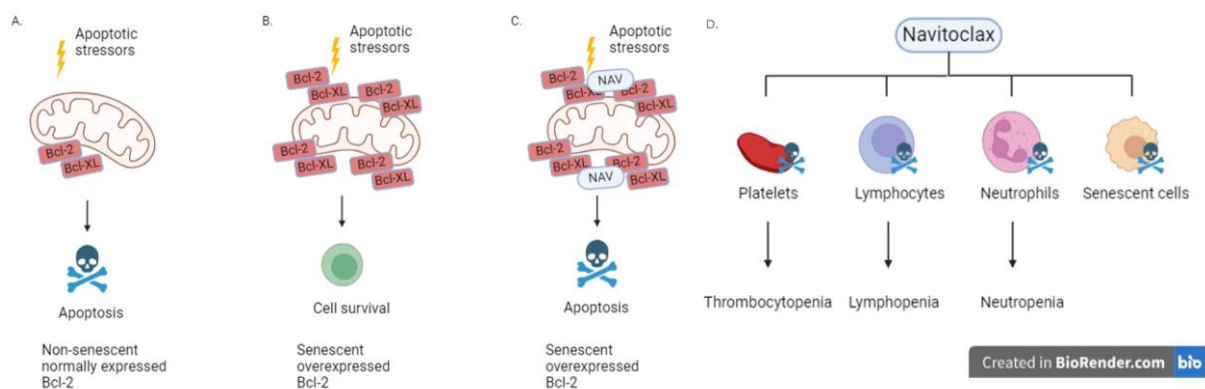 A.
Apoptotic
stressors
Bcl-2
Bcl-XL
Apoptosis
Non-senescent
normally expressed
Bcl-2
B.
Apoptotic
stressors
Bcl-2
Bcl-XL
Bcl-2
Bcl-XL
Bcl-2
Bcl-XL
Bcl-2
Bcl-XL
Cell survival
Senescent
overexpressed
Bcl-2
C.
Apoptotic
stressors
Bcl-2
NAV
Bcl-XL
Bcl-2
Bcl-XL
Bcl-2
Bcl-XL
NAV
Bcl-2
Bcl-XL
Apoptosis
Senescent
overexpressed
Bcl-2
D.
Navitoclax
Platelets
Lymphocytes
Neutrophils
Senescent cells
Thrombocytopenia
Lymphopenia
Neutropenia
Created in BioRender.com bio